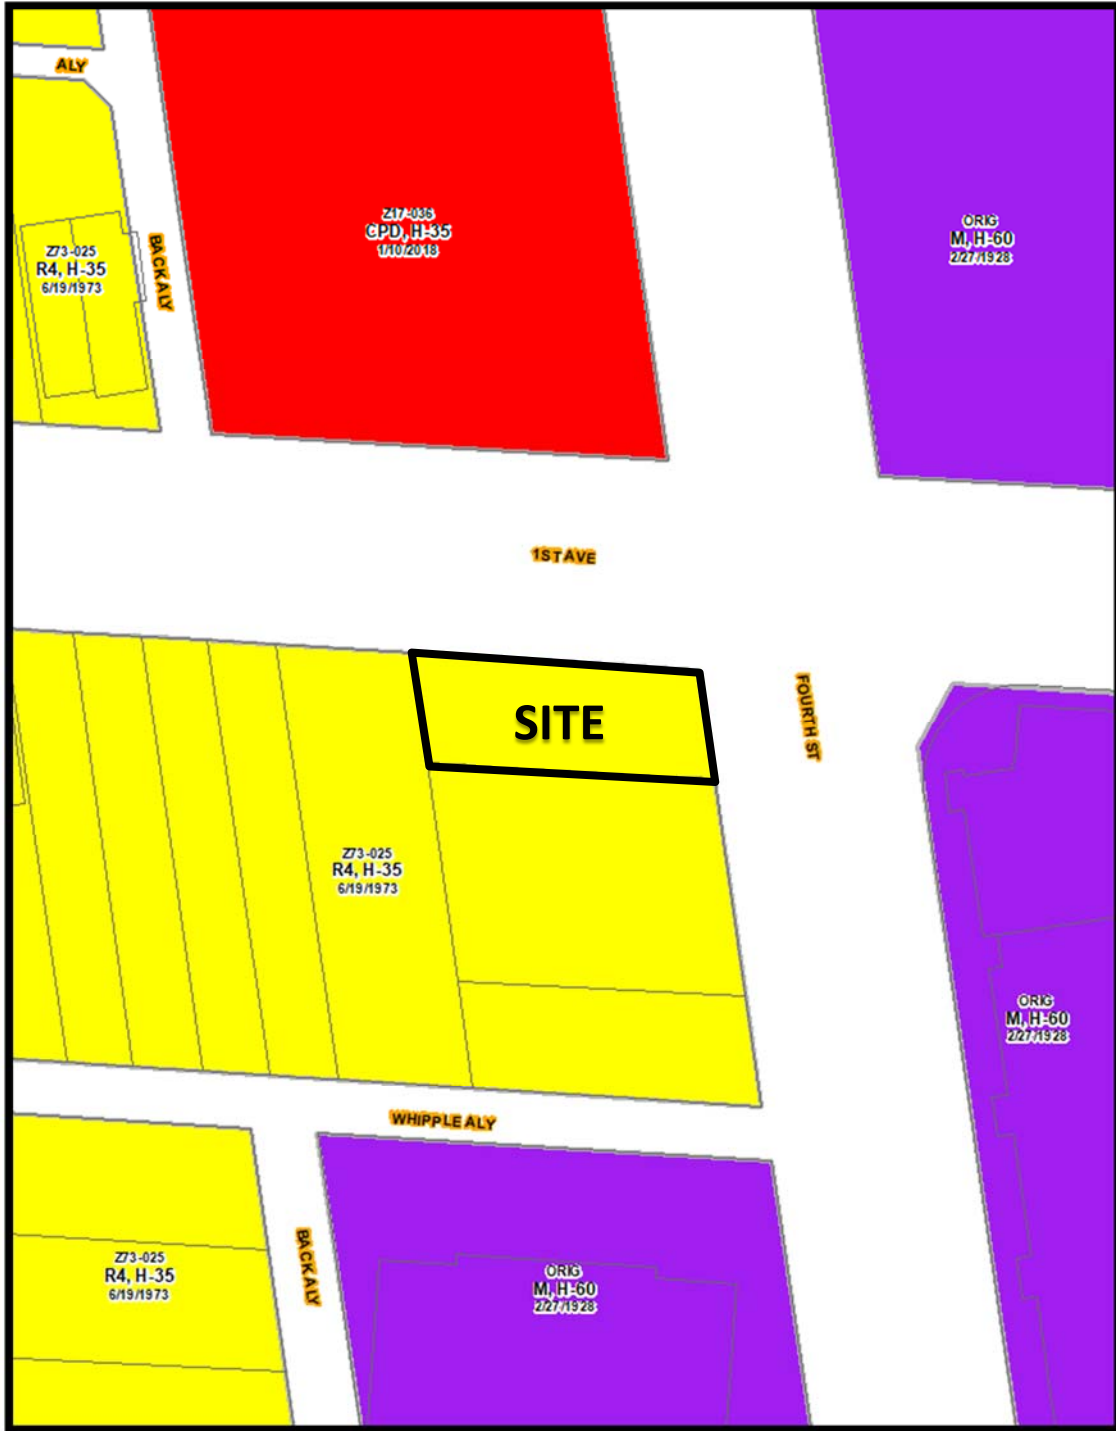 ALY
Z17-036
CPD, H-35
1/10/2018
ORIG
M, H-60
2/27/1928
Z73-025
R4, H-35
6/19/1973
BACK ALY
1ST AVE
SITE
FOURTH ST
Z73-025
R4, H-35
6/19/1973
ORIG
M, H-60
2/27/1928
WHIPPLE ALY
BACK ALY
Z73-025
R4, H-35
6/19/1973
ORIG
M, H-60
2/27/1928